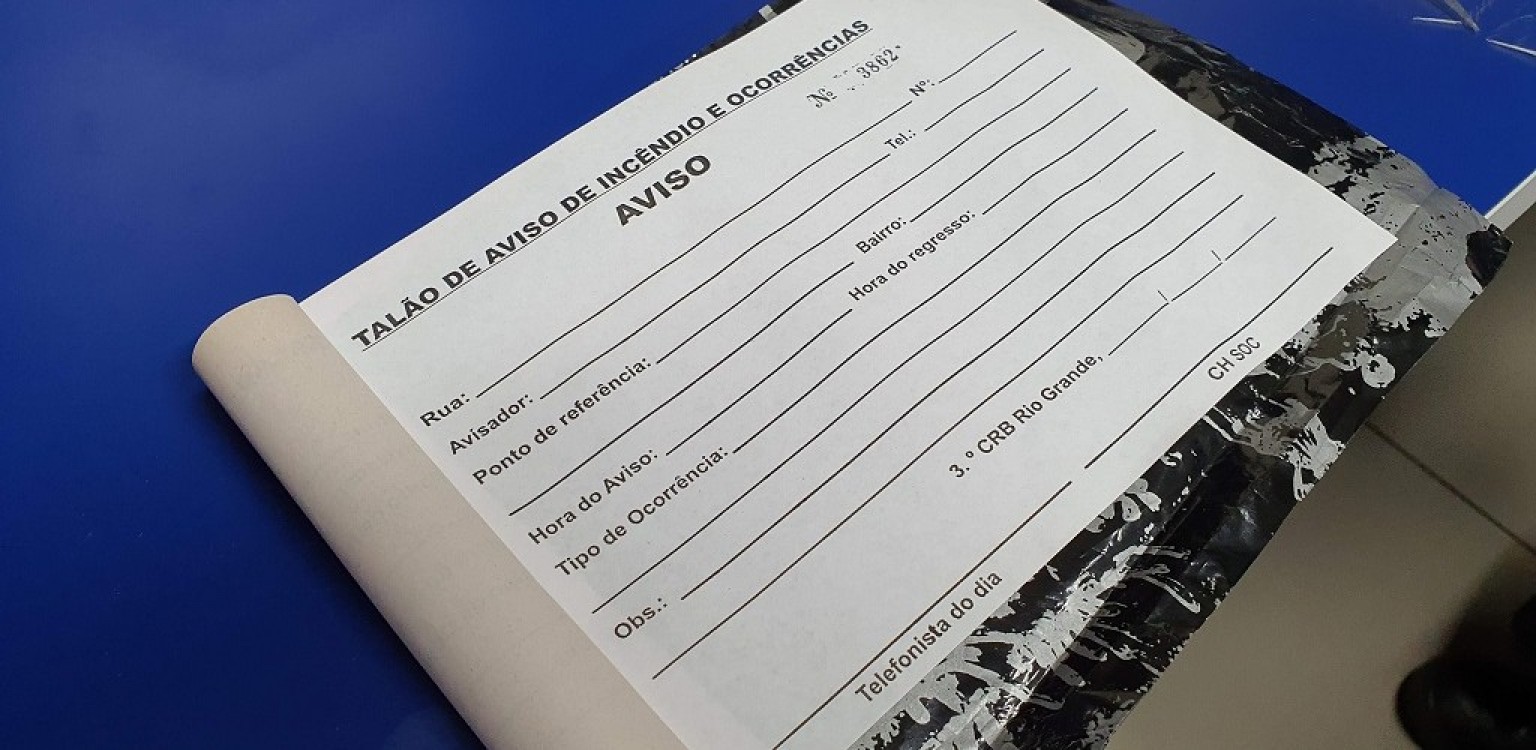 TALÃO DE AVISO DE INCÊNDIO E OCORRÊNCIAS
Nº 3862
AVISO
Rua: Nº:
Avisador: Tel.:
Ponto de referência:
Bairro:
Hora do Aviso: Hora do regresso:
Tipo de Ocorrência:
Obs.:
3.º CRB Rio Grande, / /
Telefonista do dia CH SOC